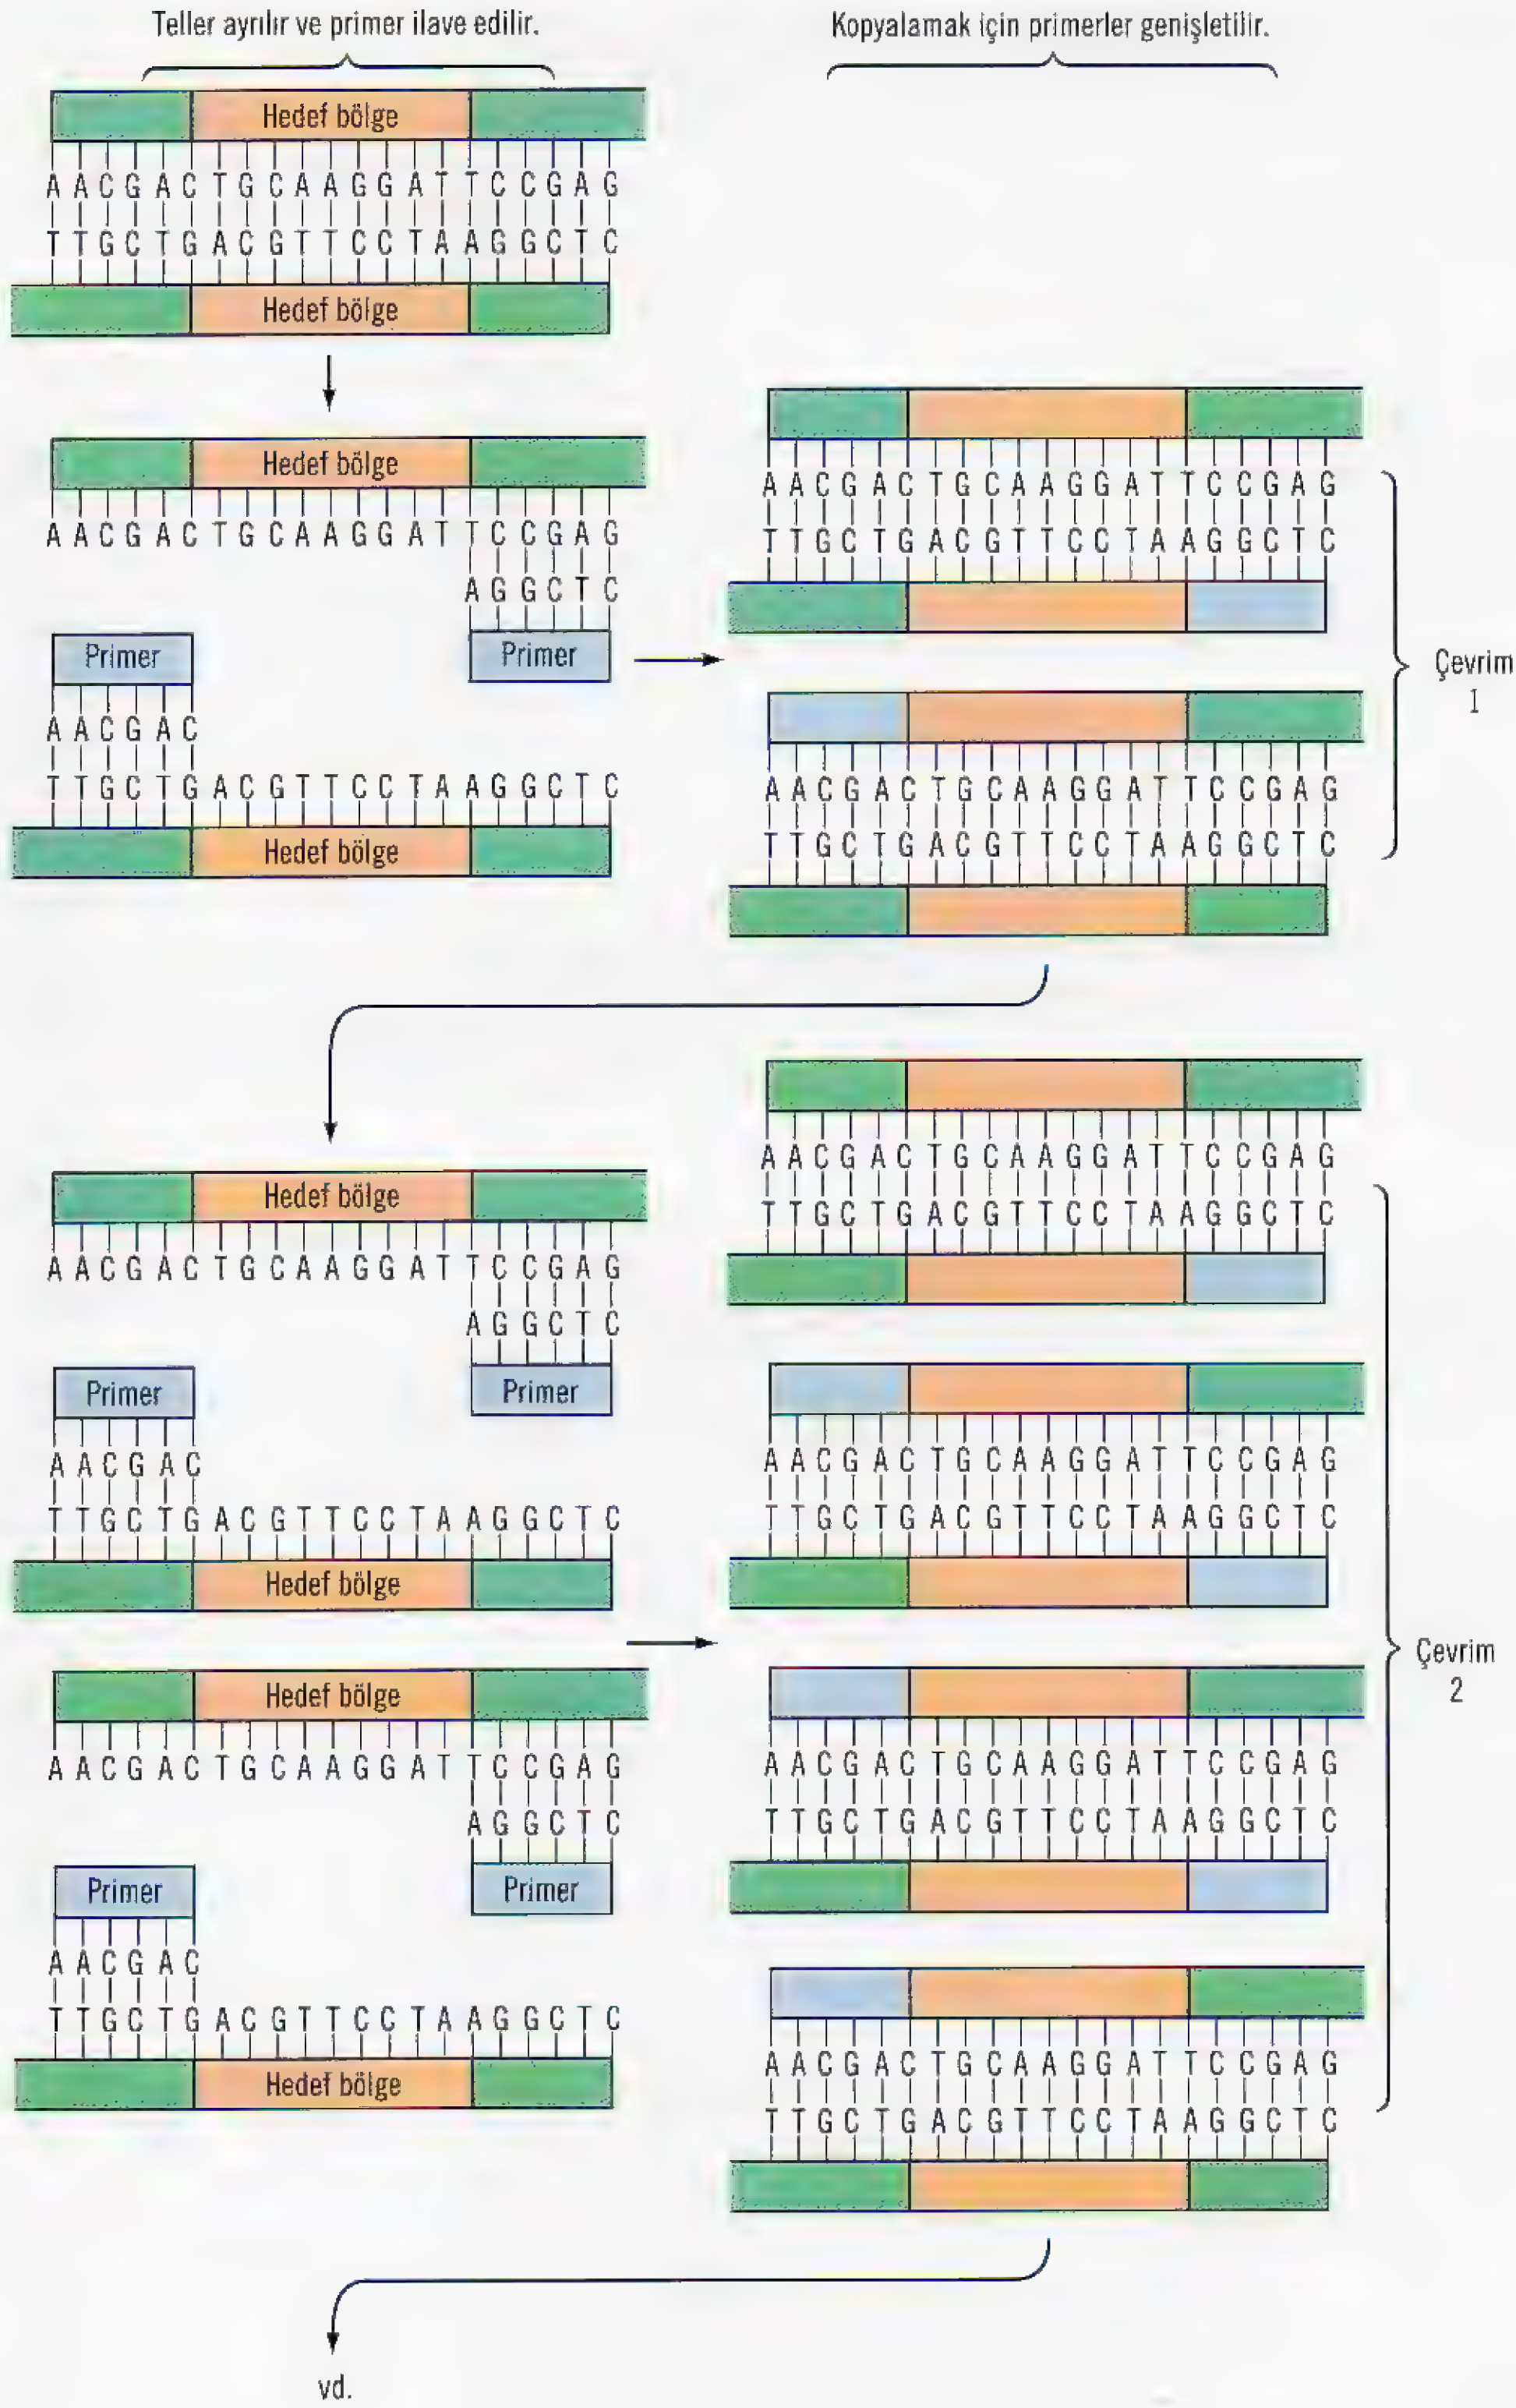 Teller ayrılır ve primer ilave edilir.
Kopyalamak için primerler genişletilir.
Hedef bölge
A A C G A C T G C A A G G A T T C C G A G
T T G C T G A C G T T C C T A A G G C T C
Hedef bölge
Hedef bölge
A A C G A C T G C A A G G A T T C C G A G
A G G C T C
Primer
Primer
A A C G A C
T T G C T G A C G T T C C T A A G G C T C
Hedef bölge
A A C G A C T G C A A G G A T T C C G A G
T T G C T G A C G T T C C T A A G G C T C
A A C G A C T G C A A G G A T T C C G A G
T T G C T G A C G T T C C T A A G G C T C
Çevrim
1
Hedef bölge
A A C G A C T G C A A G G A T T C C G A G
A G G C T C
Primer
Primer
A A C G A C
T T G C T G A C G T T C C T A A G G C T C
Hedef bölge
Hedef bölge
A A C G A C T G C A A G G A T T C C G A G
A G G C T C
Primer
Primer
A A C G A C
T T G C T G A C G T T C C T A A G G C T C
Hedef bölge
A A C G A C T G C A A G G A T T C C G A G
T T G C T G A C G T T C C T A A G G C T C
A A C G A C T G C A A G G A T T C C G A G
T T G C T G A C G T T C C T A A G G C T C
A A C G A C T G C A A G G A T T C C G A G
T T G C T G A C G T T C C T A A G G C T C
A A C G A C T G C A A G G A T T C C G A G
T T G C T G A C G T T C C T A A G G C T C
Çevrim
2
vd.